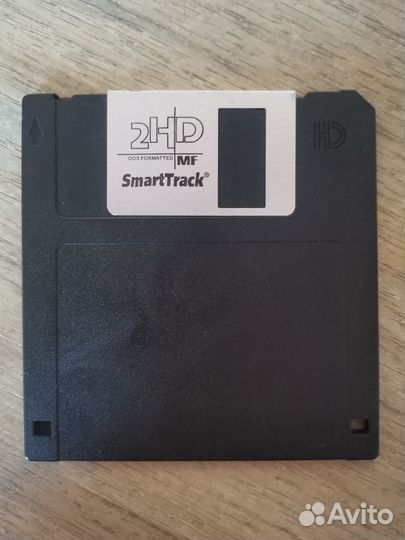 2HD
HD
DOS FORMATTED MF
SmartTrack®
Avito